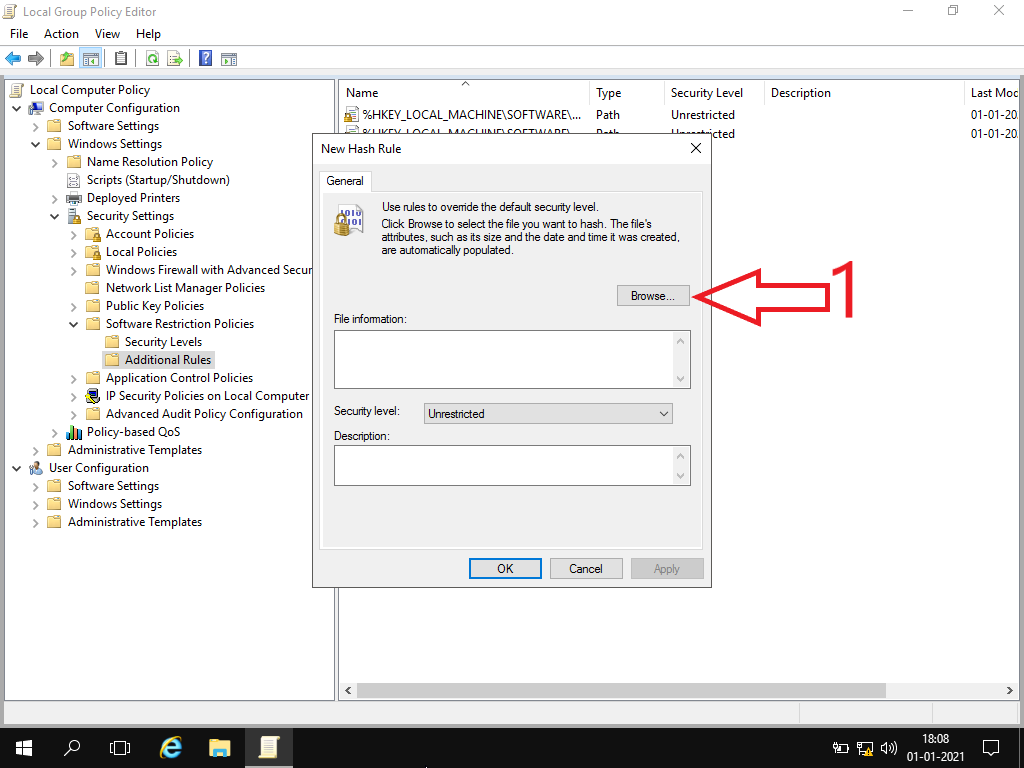 Local Group Policy Editor
File Action View Help
Local Computer Policy
Computer Configuration
Software Settings
Windows Settings
Name Resolution Policy
Scripts (Startup/Shutdown)
Deployed Printers
Security Settings
Account Policies
Local Policies
Windows Firewall with Advanced Secur
Network List Manager Policies
Public Key Policies
Software Restriction Policies
Security Levels
Additional Rules
Application Control Policies
IP Security Policies on Local Computer
Advanced Audit Policy Configuration
Policy-based QoS
Administrative Templates
User Configuration
Software Settings
Windows Settings
Administrative Templates
Name Type Security Level Description Last Moc
%HKEY_LOCAL_MACHINE\SOFTWARE\... Path Unrestricted 01-01-20
%HKEY_LOCAL_MACHINE\SOFTWARE\... Path Unrestricted 01-01-20
New Hash Rule
General
Use rules to override the default security level.
Click Browse to select the file you want to hash. The file's
attributes, such as its size and the date and time it was created,
are automatically populated.
Browse...
1
File information:
Security level: Unrestricted
Description:
OK Cancel Apply
18:08
01-01-2021